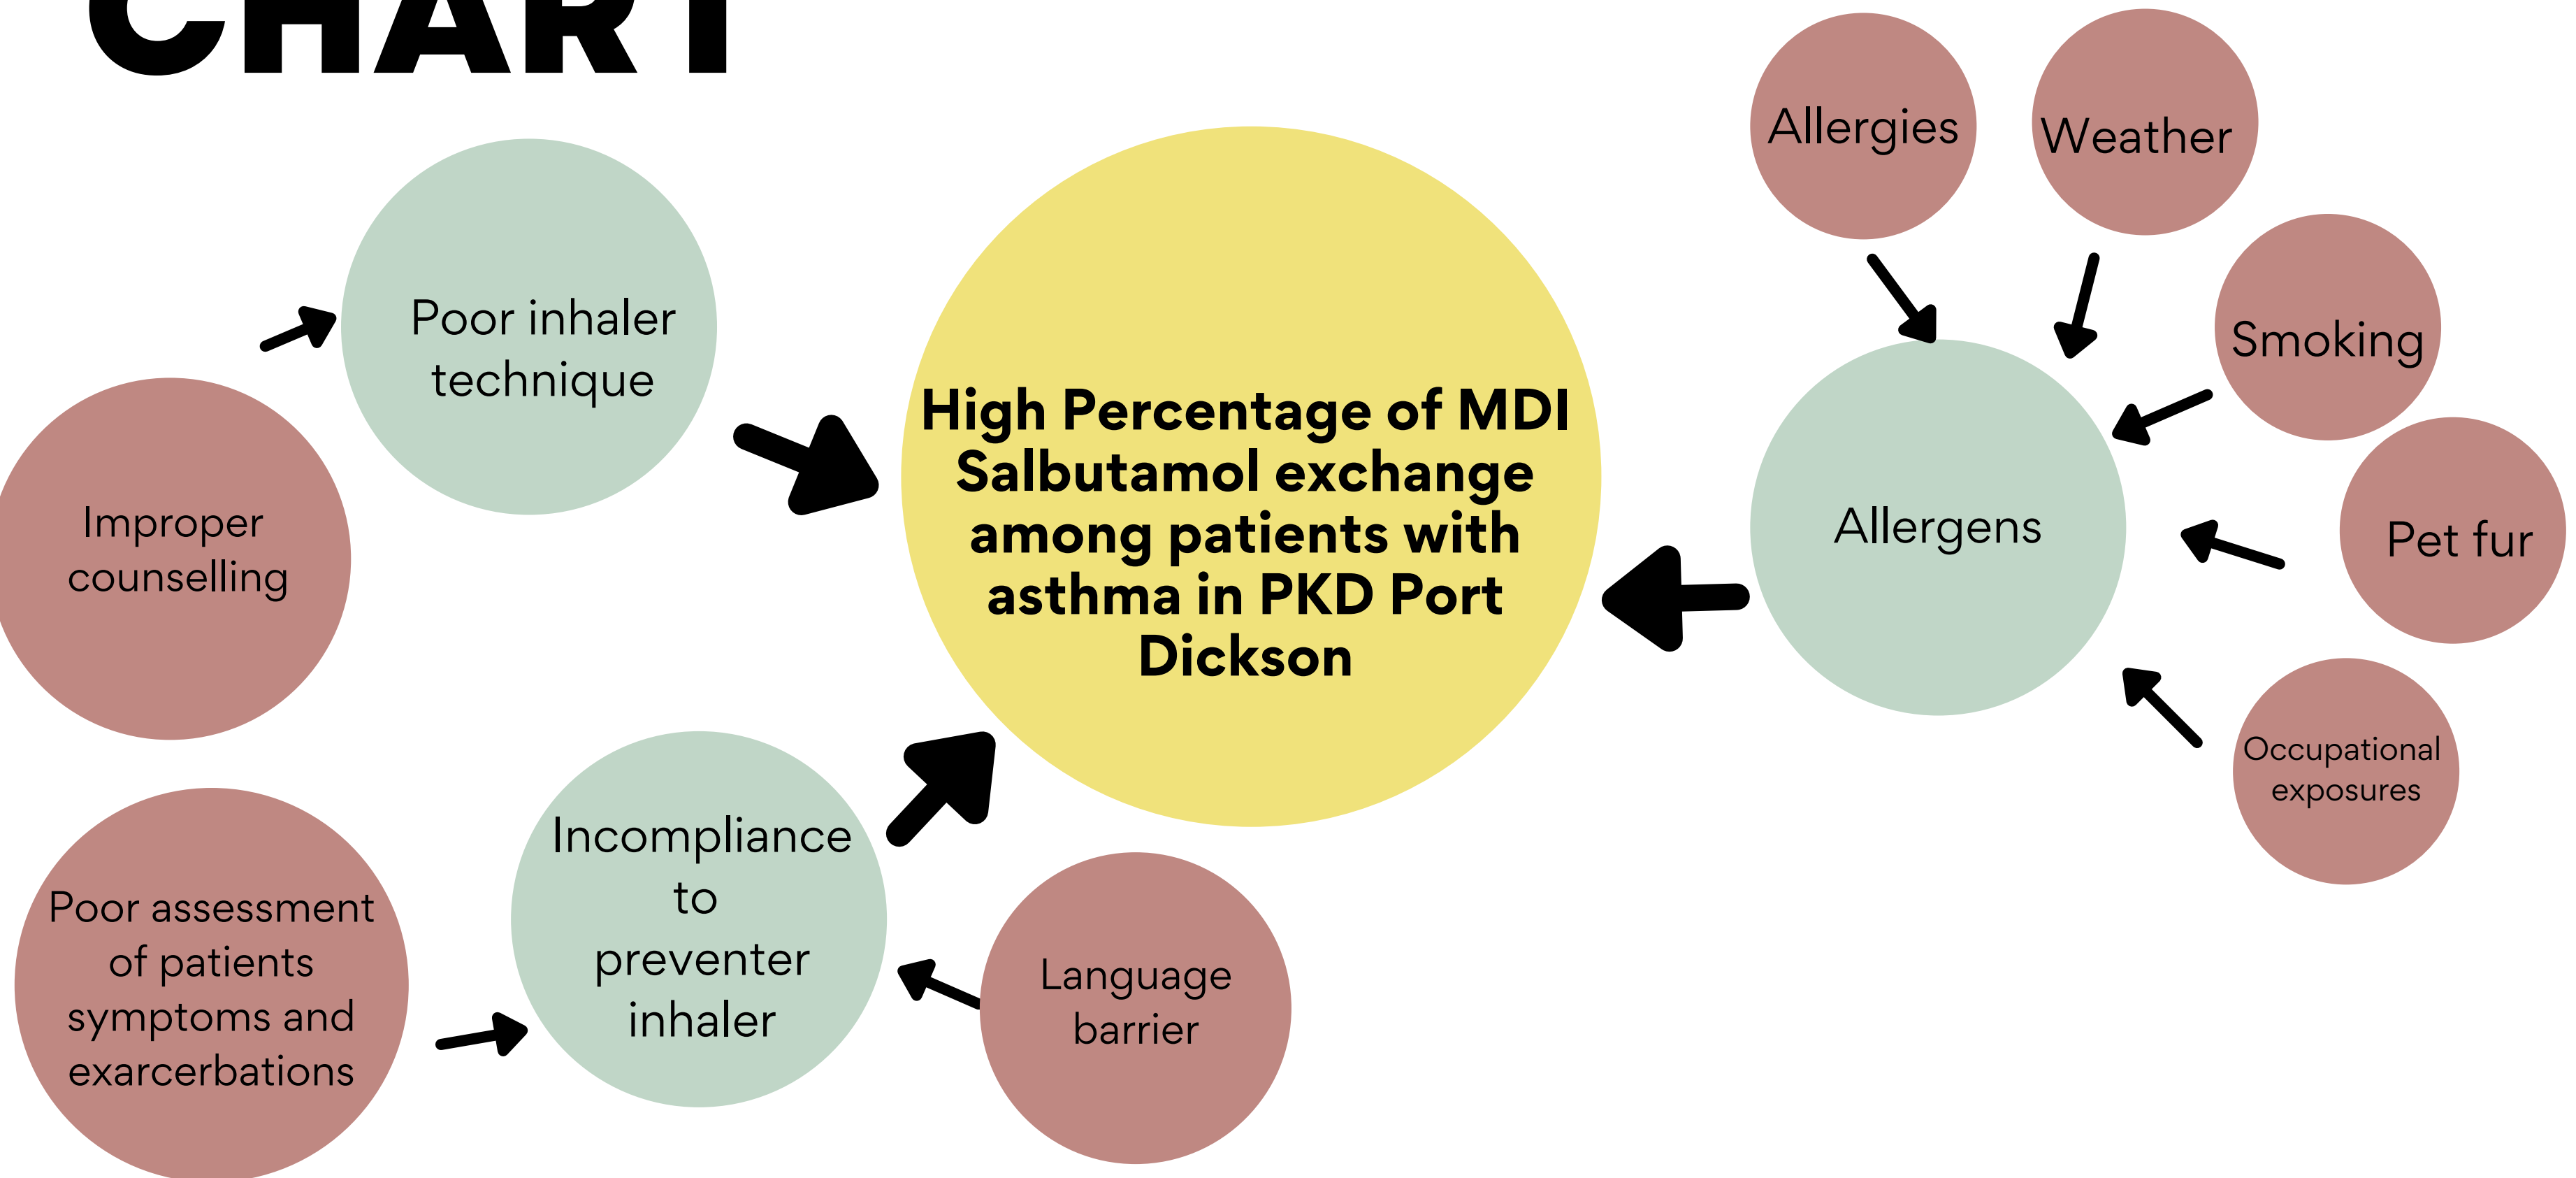 CHART
Allergies
Weather
Poor inhaler
technique
Smoking
High Percentage of MDI
Salbutamol exchange
among patients with
asthma in PKD Port
Dickson
Improper
counselling
Allergens
Pet fur
Occupational
exposures
Incompliance
to
preventer
inhaler
Poor assessment
of patients
symptoms and
exarcerbations
Language
barrier